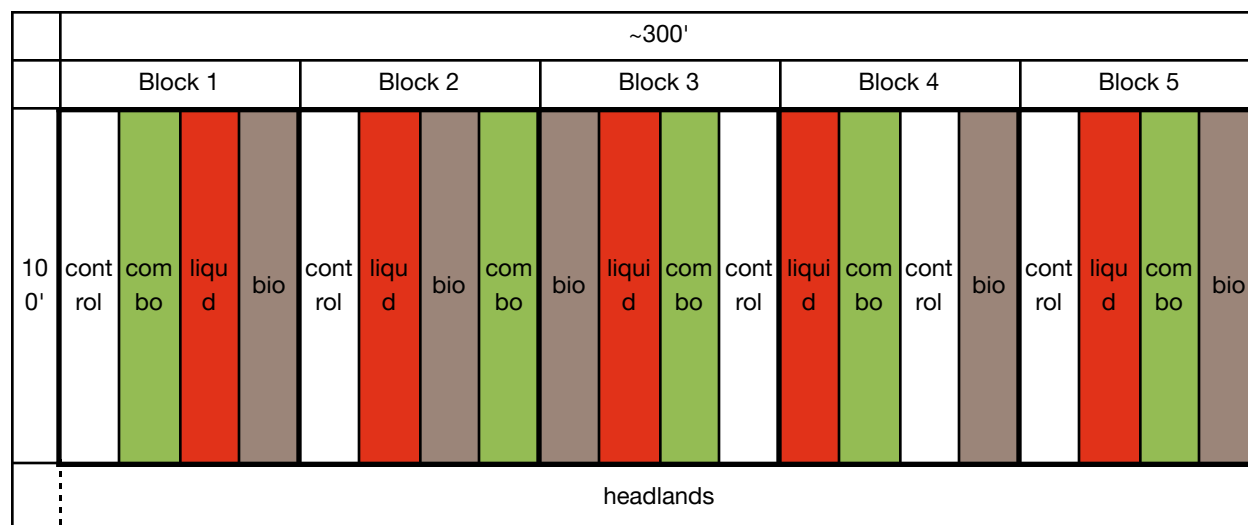 ~300'
Block 1
Block 2
Block 3
Block 4
Block 5
10
0'
cont
rol
com
bo
liqu
d
bio
cont
rol
liqu
d
bio
com
bo
bio
liqui
d
com
bo
cont
rol
liqui
d
com
bo
cont
rol
bio
cont
rol
liqu
d
com
bo
bio
headlands